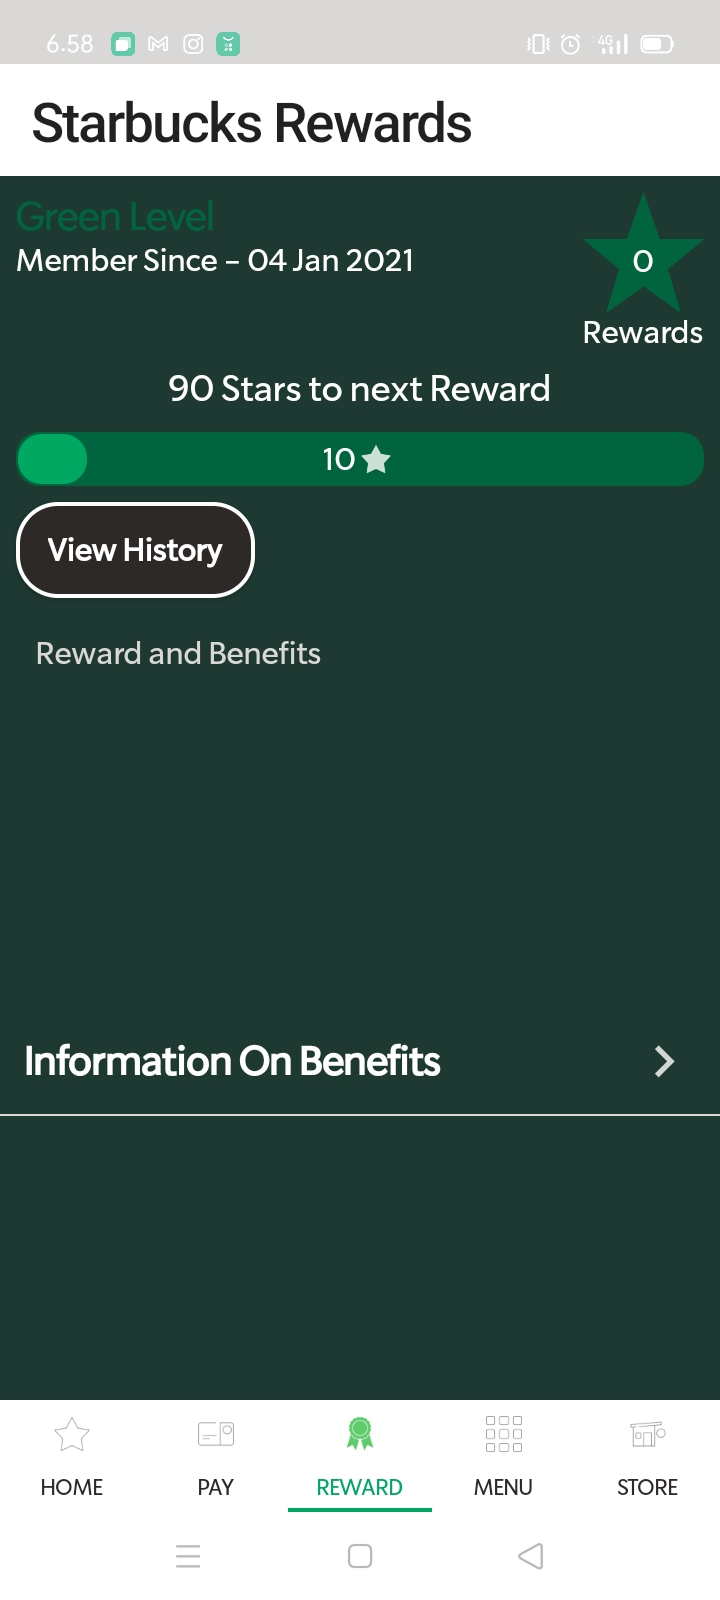 6.58
4G
Starbucks Rewards
Green Level
Member Since – 04 Jan 2021
0
Rewards
90 Stars to next Reward
10
View History
Reward and Benefits
Information On Benefits
HOME PAY REWARD MENU STORE